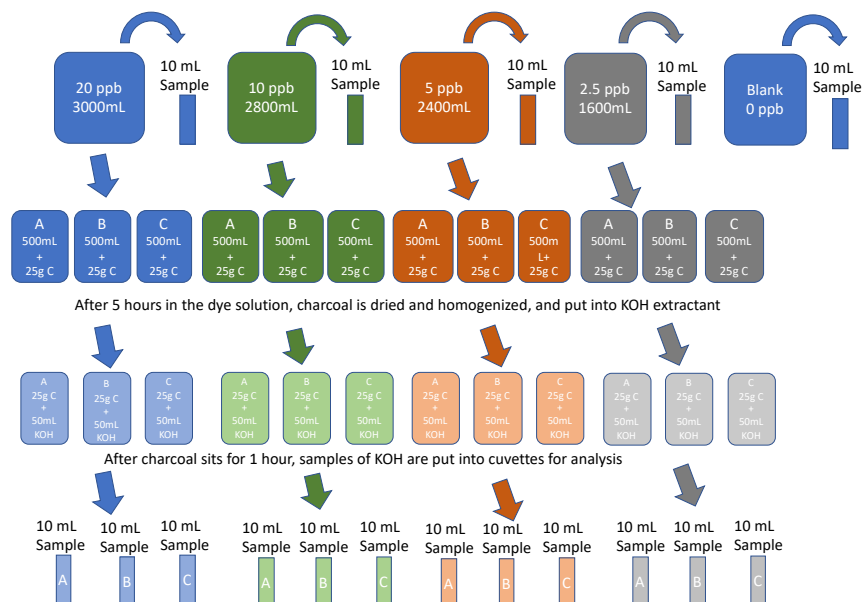 20 ppb
3000mL
10 mL
Sample
10 ppb
2800mL
10 mL
Sample
5 ppb
2400mL
10 mL
Sample
2.5 ppb
1600mL
10 mL
Sample
Blank
0 ppb
10 mL
Sample
A
500mL
+
25g C
B
500mL
+
25g C
C
500mL
+
25g C
A
500mL
+
25g C
B
500mL
+
25g C
C
500mL
+
25g C
A
500mL
+
25g C
B
500mL
+
25g C
C
500m
L+
25g C
A
500mL
+
25g C
B
500mL
+
25g C
C
500mL
+
25g C
After 5 hours in the dye solution, charcoal is dried and homogenized, and put into KOH extractant
A
25g C
+
50mL
KOH
B
25g C
+
50mL
KOH
C
25g C
+
50mL
KOH
A
25g C
+
50mL
KOH
B
25g C
+
50mL
KOH
C
25g C
+
50mL
KOH
A
25g C
+
50mL
KOH
B
25g C
+
50mL
KOH
C
25g C
+
50mL
KOH
A
25g C
+
50mL
KOH
B
25g C
+
50mL
KOH
C
25g C
+
50mL
KOH
After charcoal sits for 1 hour, samples of KOH are put into cuvettes for analysis
10 mL
Sample
A
10 mL
Sample
B
10 mL
Sample
C
10 mL
Sample
A
10 mL
Sample
B
10 mL
Sample
C
10 mL
Sample
A
10 mL
Sample
B
10 mL
Sample
C
10 mL
Sample
A
10 mL
Sample
B
10 mL
Sample
C